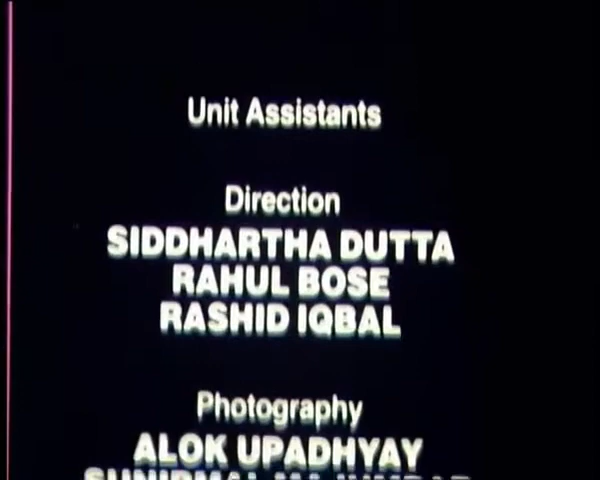 Unit Assistants
Direction
SIDDHARTHA DUTTA
RAHUL BOSE
RASHID IQBAL
Photography
ALOK UPADHYAY